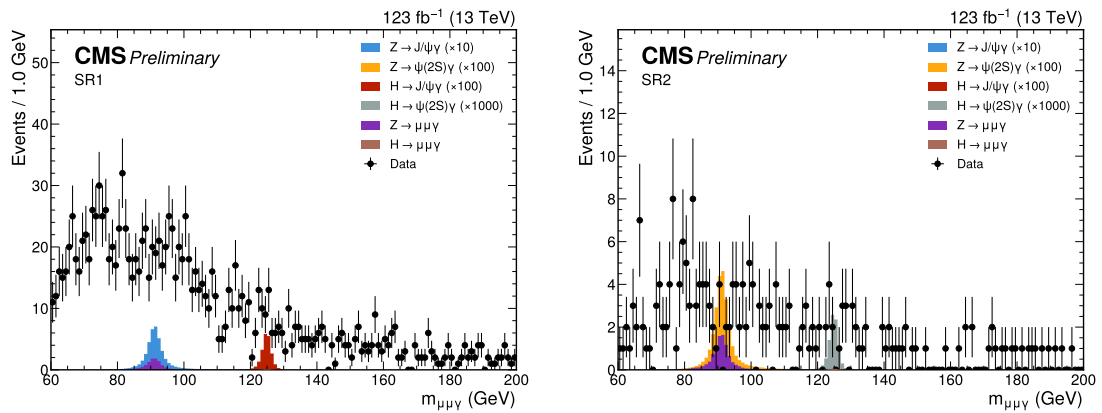 123 fb⁻¹ (13 TeV)
CMS Preliminary
SR1
Z→J/ψγ (×10)
Z→ψ(2S)γ (×100)
H→J/ψγ (×100)
H→ψ(2S)γ (×1000)
Z→μμγ
H→μμγ
Data
Events / 1.0 GeV
50
40
30
20
10
0
60 80 100 120 140 160 180 200
mμμγ (GeV)
123 fb⁻¹ (13 TeV)
CMS Preliminary
SR2
Z→J/ψγ (×10)
Z→ψ(2S)γ (×100)
H→J/ψγ (×100)
H→ψ(2S)γ (×1000)
Z→μμγ
H→μμγ
Data
Events / 1.0 GeV
14
12
10
8
6
4
2
0
60 80 100 120 140 160 180 200
mμμγ (GeV)